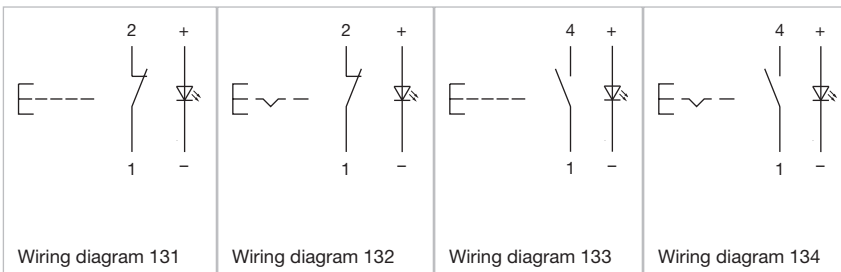 2 + 2 + 4 + 4 +
1 − 1 − 1 − 1 −
Wiring diagram 131 Wiring diagram 132 Wiring diagram 133 Wiring diagram 134